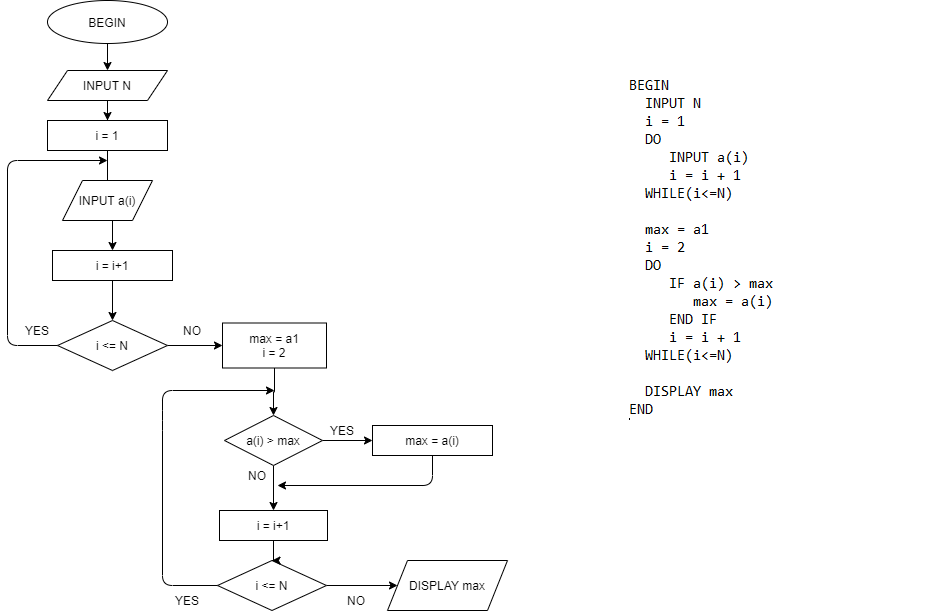 BEGIN
INPUT N
i = 1
INPUT a(i)
i = i+1
YES
i <= N
NO
max = a1
i = 2
a(i) > max
YES
max = a(i)
NO
i = i+1
i <= N
YES
NO
DISPLAY max
BEGIN
INPUT N
i = 1
DO
INPUT a(i)
i = i + 1
WHILE(i<=N)
max = a1
i = 2
DO
IF a(i) > max
max = a(i)
END IF
i = i + 1
WHILE(i<=N)
DISPLAY max
END